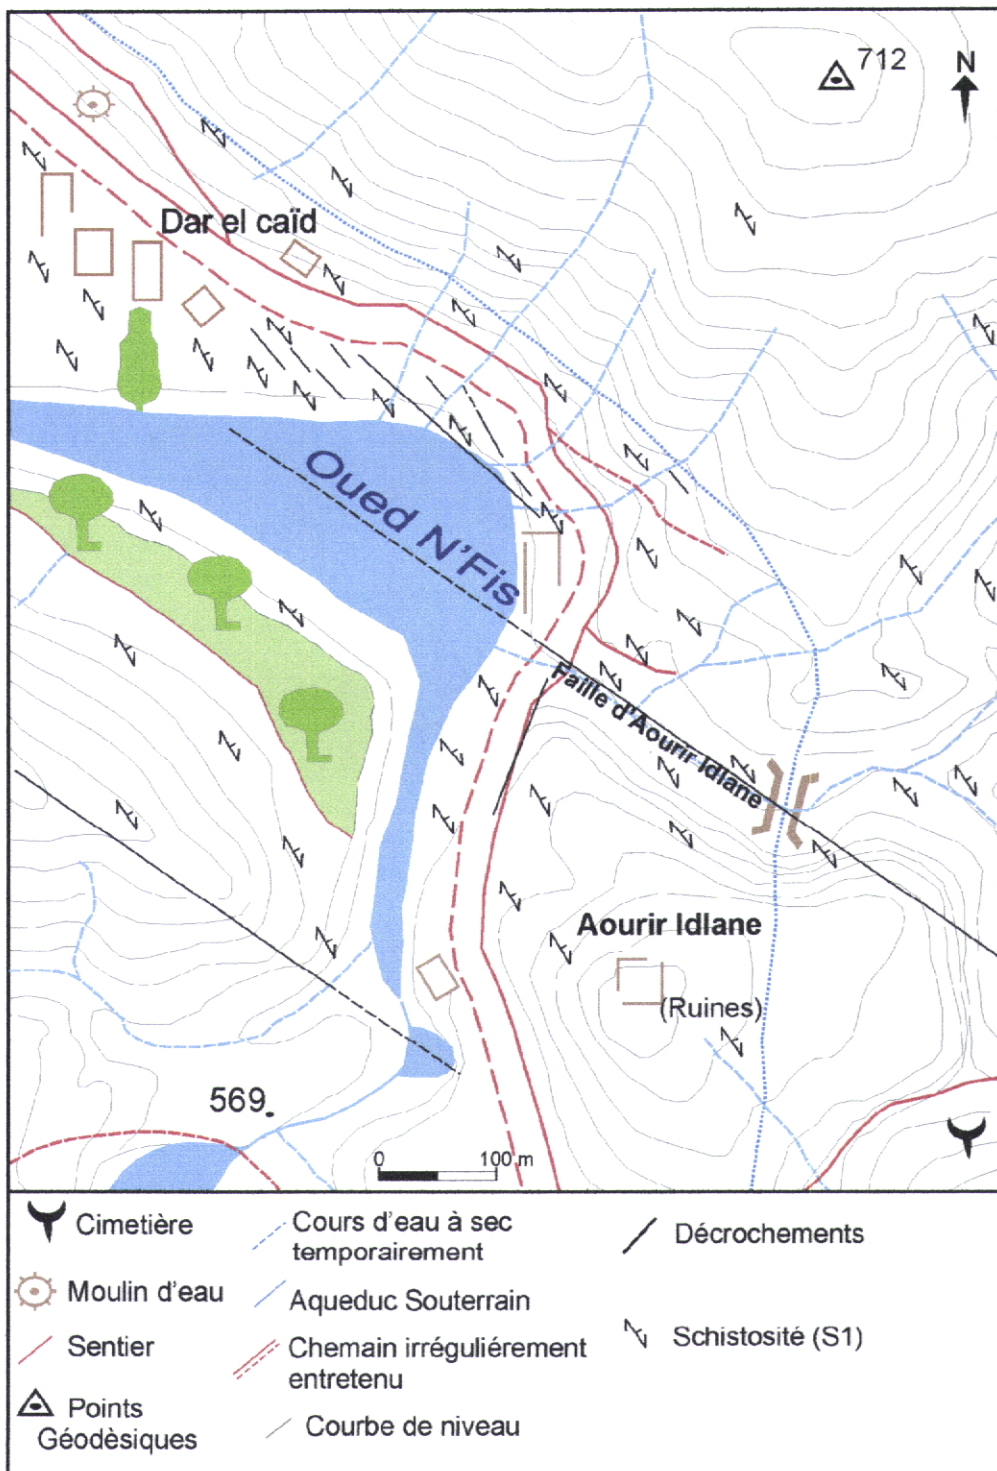 712
N
Dar el caïd
Oued N'Fis
Faille d'Aourir Idlane
Aourir Idlane
(Ruines)
569
0 100 m
Cimetière
Moulin d'eau
Sentier
Points
Géodèsiques
Cours d'eau à sec
temporairement
Aqueduc Souterrain
Chemain irréguliérement
entretenu
Courbe de niveau
Décrochements
Schistosité (S1)